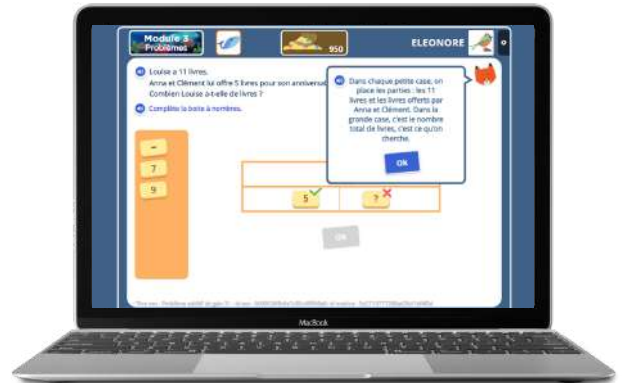 Module 3
Problèmes
950
ELEONORE
Louise a 11 livres.
Anna et Clément lui offre 5 livres pour son anniversa
Combien Louise a-t-elle de livres ?
Complète la boite à nombres.
Dans chaque petite case, on
place les parties : les 11
livres et les livres offerts par
Anna et Clément. Dans la
grande case, c'est le nombre
total de livres, c'est ce qu'on
cherche.
Ok
–
7
9
5
?
OK
MacBook